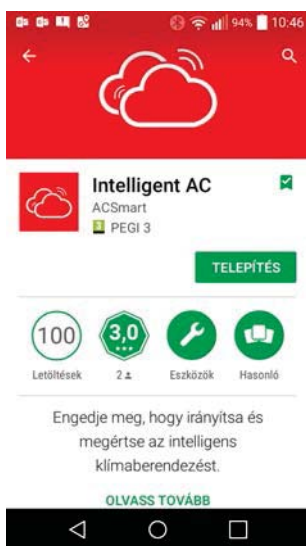 94% 10:46
Intelligent AC
ACSmart
3 PEGI 3
TELEPÍTÉS
100
3,0
Letöltések
2
Eszközök
Hasonló
Engedje meg, hogy irányítsa és
megértse az intelligens
klímaberendezést.
OLVASS TOVÁBB